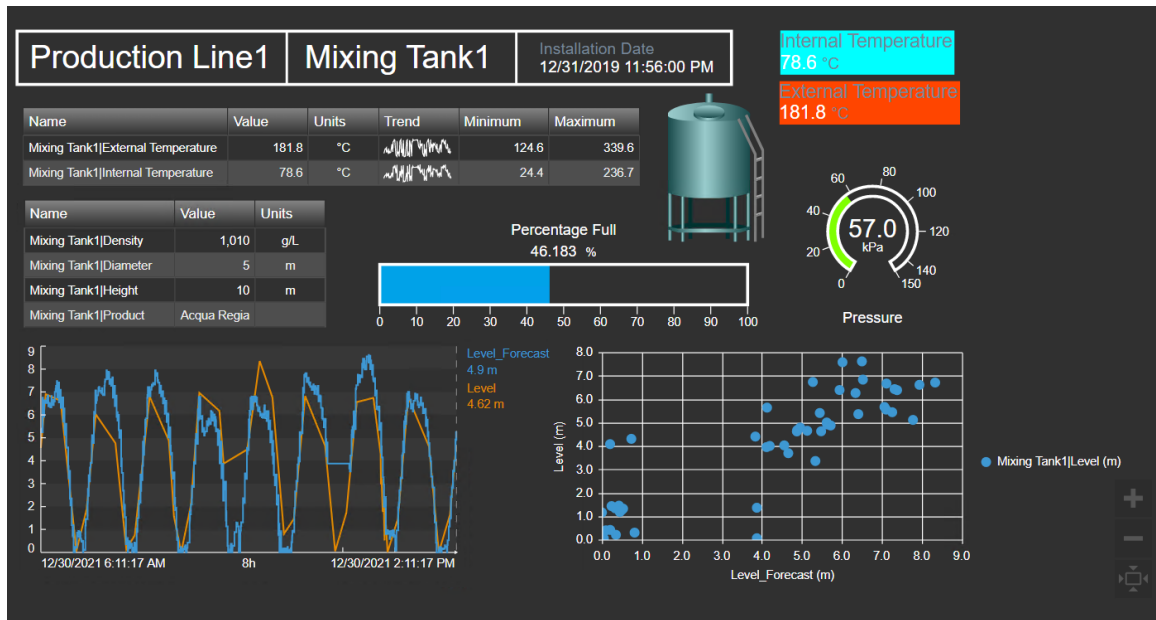 Production Line1
Mixing Tank1
Installation Date
12/31/2019 11:56:00 PM
Internal Temperature
78.6 °C
External Temperature
181.8 °C
Name Value Units Trend Minimum Maximum
Mixing Tank1|External Temperature 181.8 °C 124.6 339.6
Mixing Tank1|Internal Temperature 78.6 °C 24.4 236.7
Name Value Units
Mixing Tank1|Density 1,010 g/L
Mixing Tank1|Diameter 5 m
Mixing Tank1|Height 10 m
Mixing Tank1|Product Acqua Regia
Percentage Full
46.183 %
0 10 20 30 40 50 60 70 80 90 100
0 20 40 60 80 100 120 140 150
57.0
kPa
Pressure
9
8
7
6
5
4
3
2
1
0
12/30/2021 6:11:17 AM 8h 12/30/2021 2:11:17 PM
Level_Forecast
4.9 m
Level
4.62 m
8.0
7.0
6.0
5.0
4.0
3.0
2.0
1.0
0.0
Level (m)
0.0 1.0 2.0 3.0 4.0 5.0 6.0 7.0 8.0 9.0
Level_Forecast (m)
Mixing Tank1|Level (m)